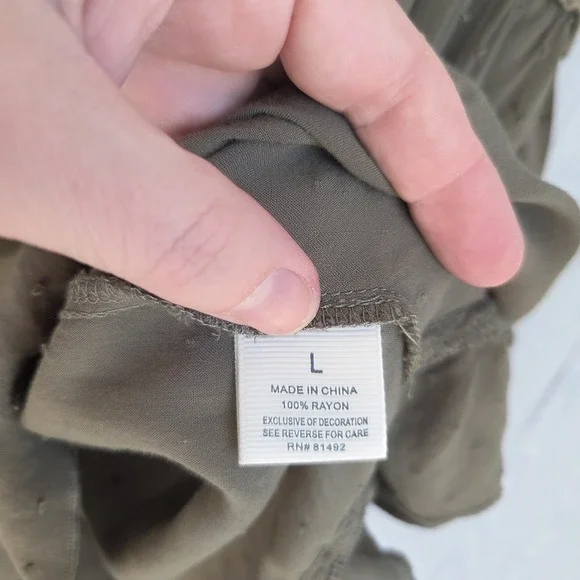 L
MADE IN CHINA
100% RAYON
EXCLUSIVE OF DECORATION
SEE REVERSE FOR CARE
RN# 81492